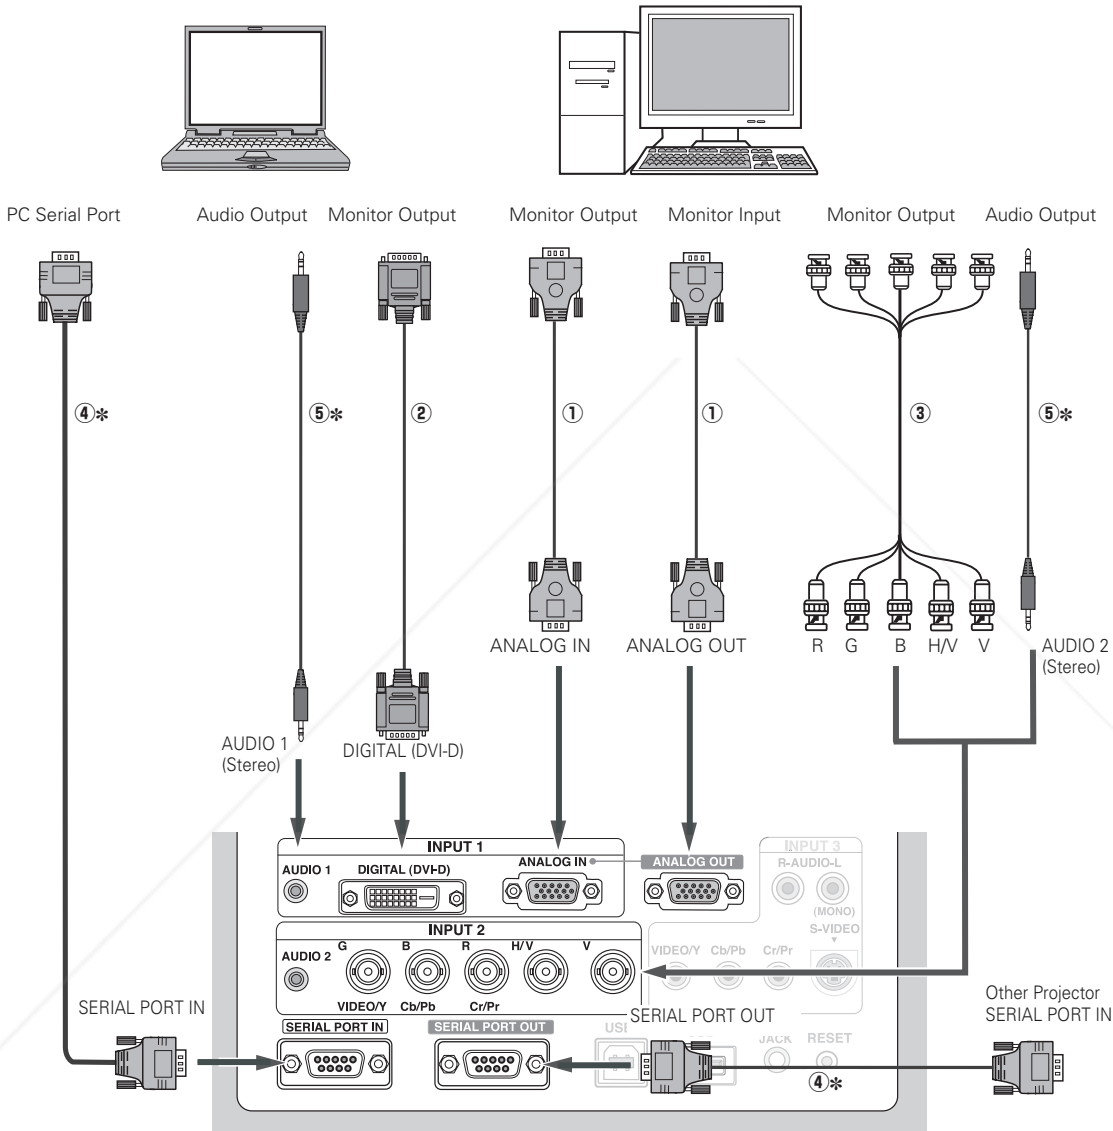 PC Serial Port
Audio Output
Monitor Output
Monitor Output
Monitor Input
Monitor Output
Audio Output
④*
⑤*
②
①
①
③
⑤*
ANALOG IN
ANALOG OUT
R G B H/V V
AUDIO 2
(Stereo)
AUDIO 1
(Stereo)
DIGITAL (DVI-D)
INPUT 1
AUDIO 1
DIGITAL (DVI-D)
ANALOG IN
ANALOG OUT
INPUT 3
R-AUDIO-L
(MONO)
S-VIDEO
VIDEO/Y Cb/Pb Cr/Pr
INPUT 2
AUDIO 2
G B R H/V V
VIDEO/Y Cb/Pb Cr/Pr
SERIAL PORT IN
SERIAL PORT IN
SERIAL PORT OUT
SERIAL PORT OUT
Other Projector
SERIAL PORT IN
JACK
RESET
④*